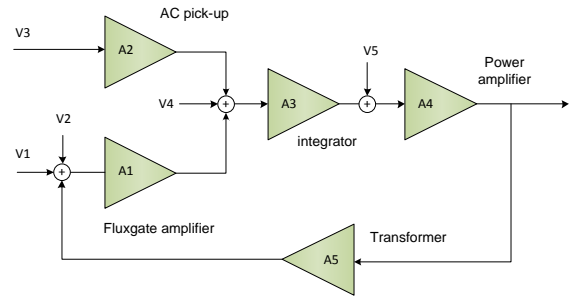 AC pick-up
V3
A2
V5
Power
amplifier
V4
+
A3
+
A4
V2
integrator
V1
+
A1
Fluxgate amplifier
Transformer
A5